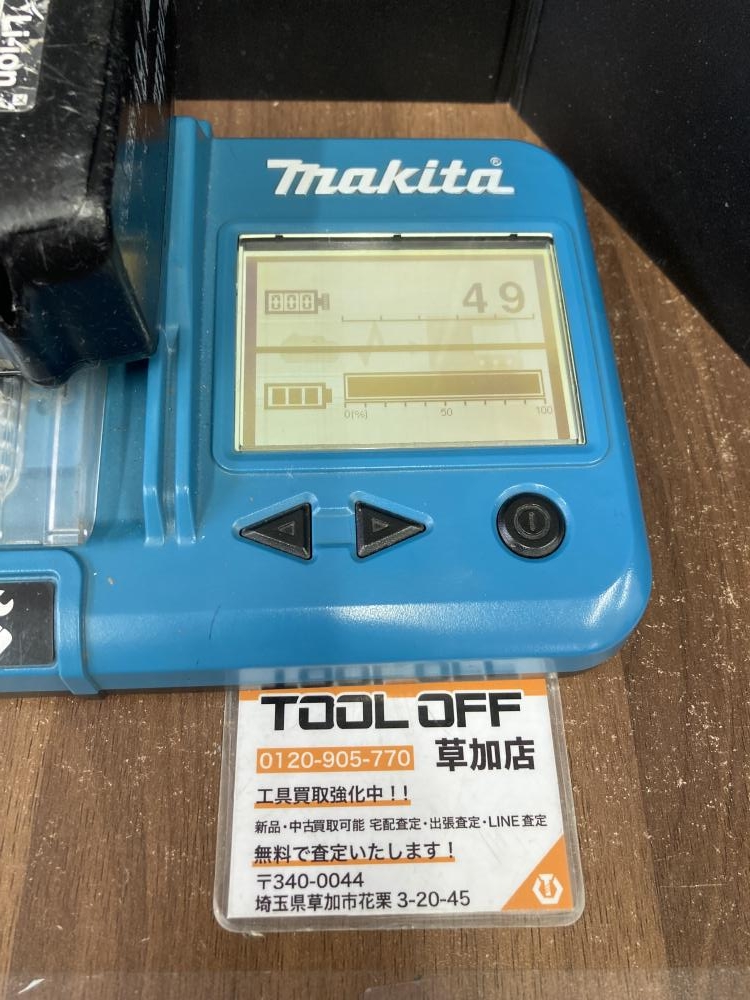 Li-ion
makita®
000 49
0(%) 50 100
TOOL OFF
0120-905-770 草加店
工具買取強化中！！
新品・中古買取可能 宅配査定・出張査定・LINE査定
無料で査定いたします！
〒340-0044
埼玉県草加市花栗 3-20-45